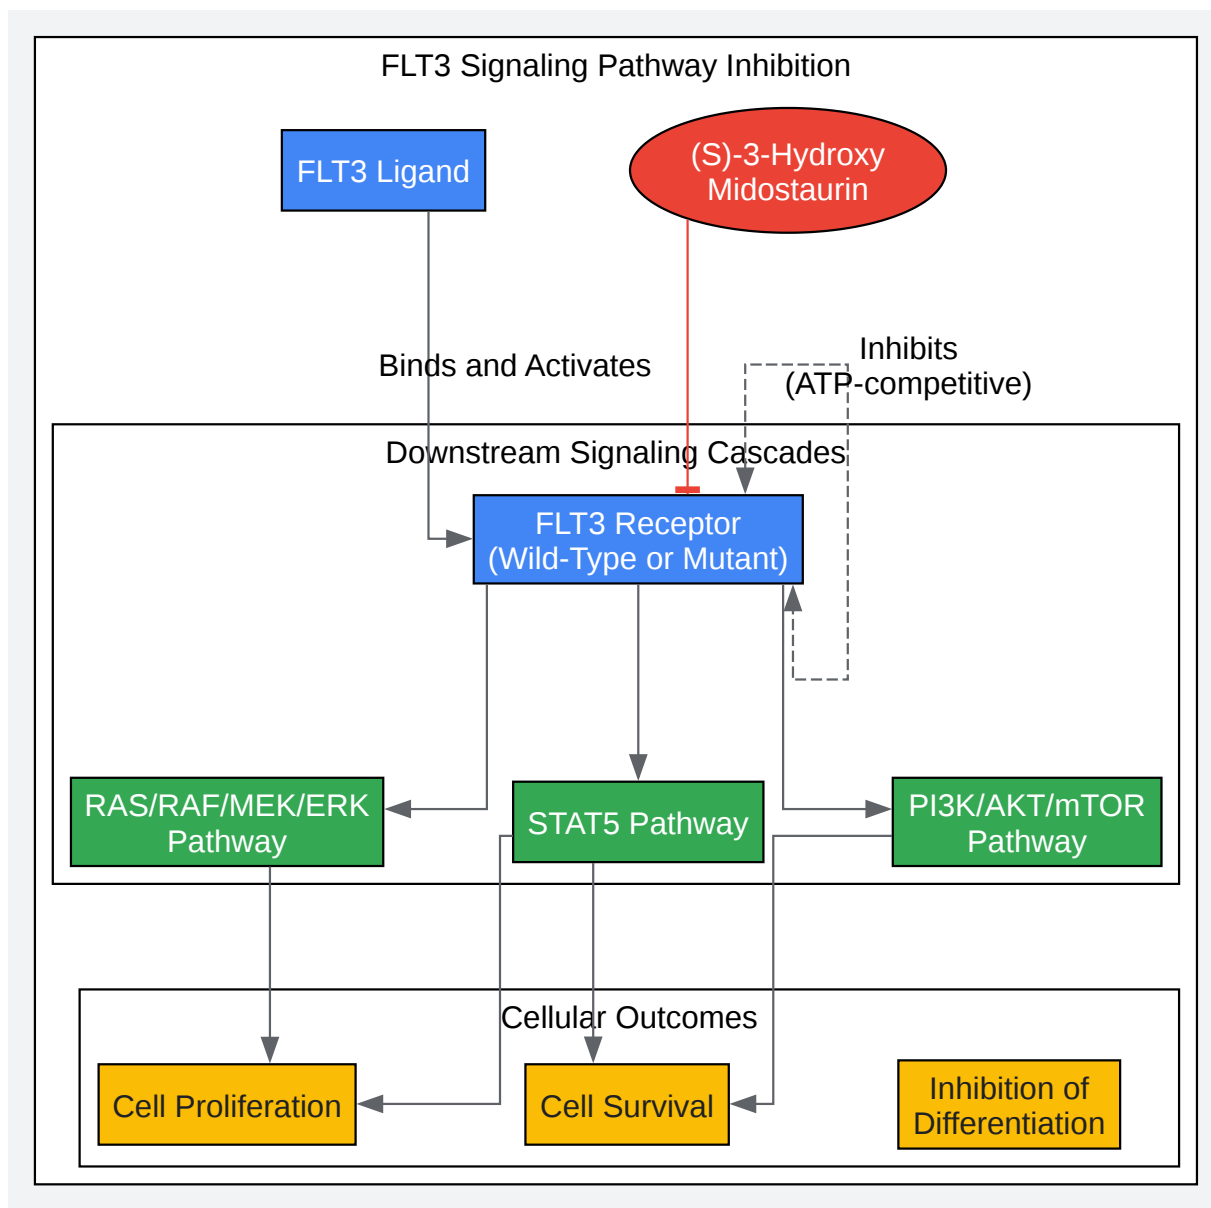 FLT3 Signaling Pathway Inhibition
FLT3 Ligand
(S)-3-Hydroxy
Midostaurin
Binds and Activates
Inhibits
(ATP-competitive)
Downstream Signaling Cascades
FLT3 Receptor
(Wild-Type or Mutant)
RAS/RAF/MEK/ERK
Pathway
STAT5 Pathway
PI3K/AKT/mTOR
Pathway
Cellular Outcomes
Cell Proliferation
Cell Survival
Inhibition of
Differentiation